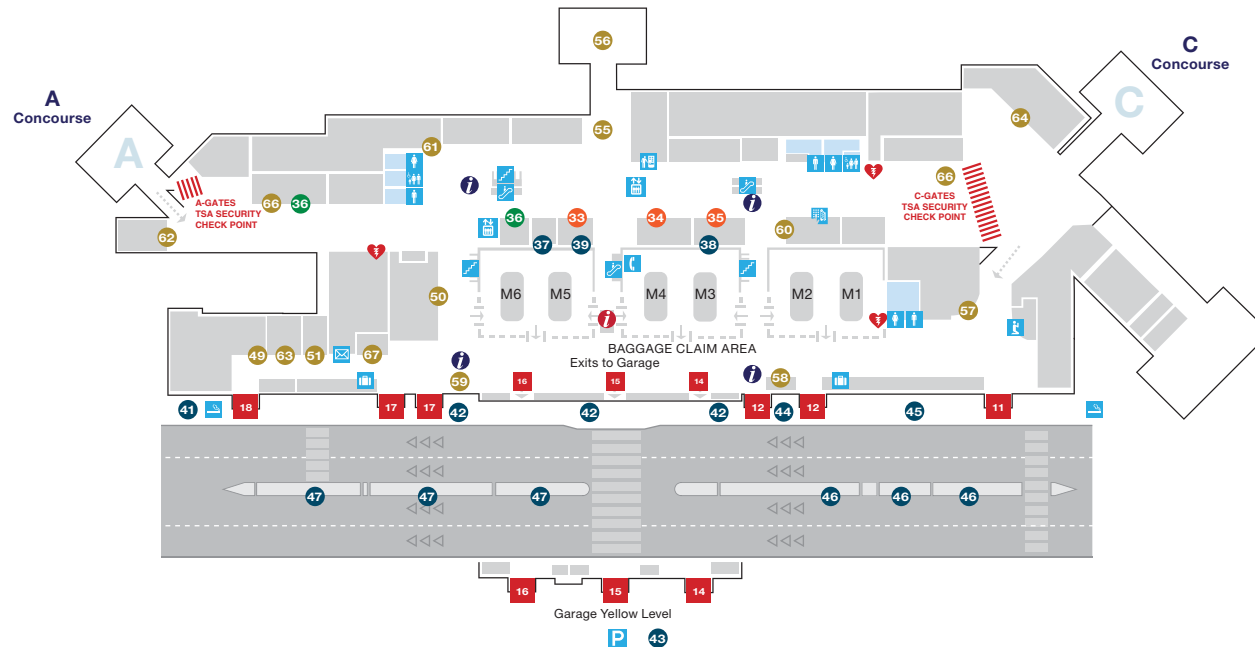 56
C
Concourse
A
Concourse
C
A
64
55
61
66
66
36
A-GATES
TSA SECURITY
CHECK POINT
C-GATES
TSA SECURITY
CHECK POINT
62
36
33
34
35
60
37
39
38
50
M6
M5
M4
M3
M2
M1
57
49
63
51
67
BAGGAGE CLAIM AREA
Exits to Garage
59
58
16
15
14
41
18
17
17
42
42
42
12
44
12
45
11
47
47
47
46
46
46
16
15
14
Garage Yellow Level
P
43